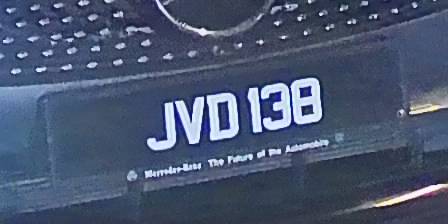 JVD 138
Mercedes-Benz The Future of the Automobile